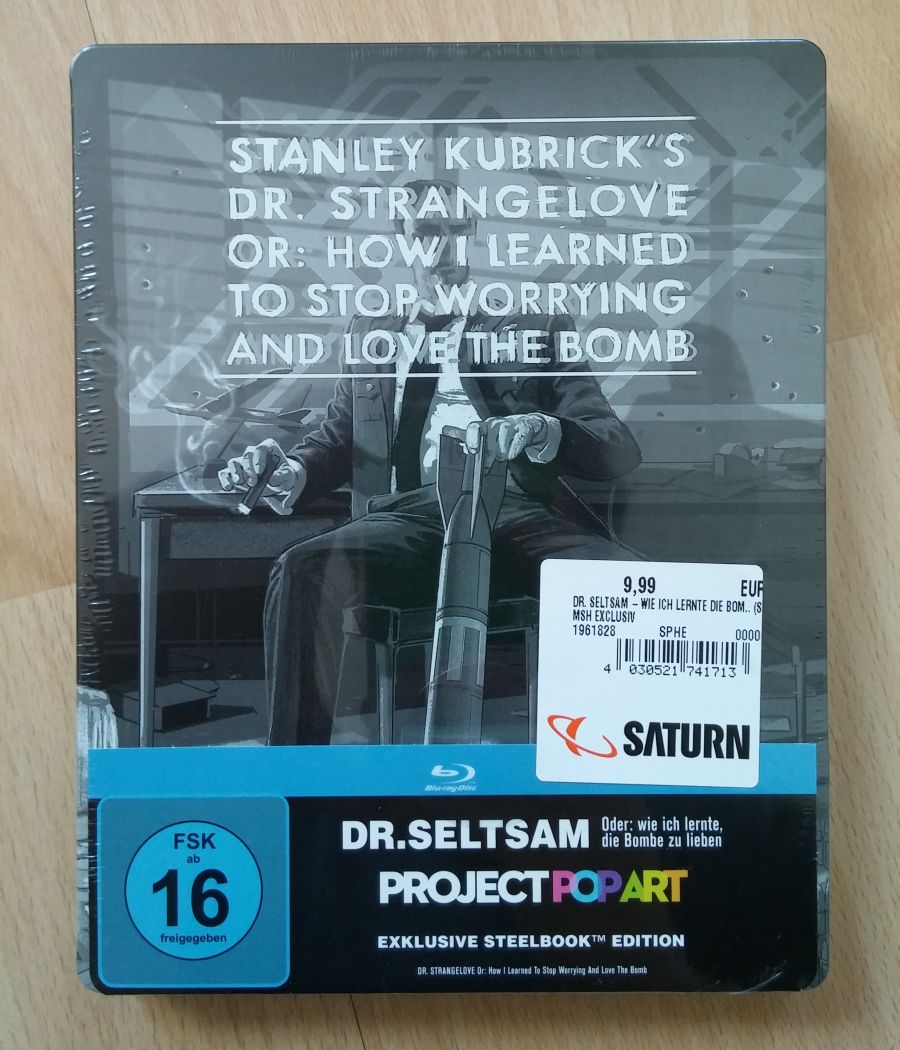 STANLEY KUBRICK'S
DR. STRANGELOVE
OR: HOW I LEARNED
TO STOP WORRYING
AND LOVE THE BOMB
9,99 EUR
DR. SELTSAM – WIE ICH LERNTE DIE BOM.. (S
MSH EXCLUSIV
1961828 SPHE 0000
4 030521 741713
SATURN
Blu-ray Disc
FSK
ab
16
freigegeben
DR. SELTSAM Oder: wie ich lernte,
die Bombe zu lieben
PROJECT POP ART
EXKLUSIVE STEELBOOK™ EDITION
DR. STRANGELOVE Or: How I Learned To Stop Worrying And Love The Bomb